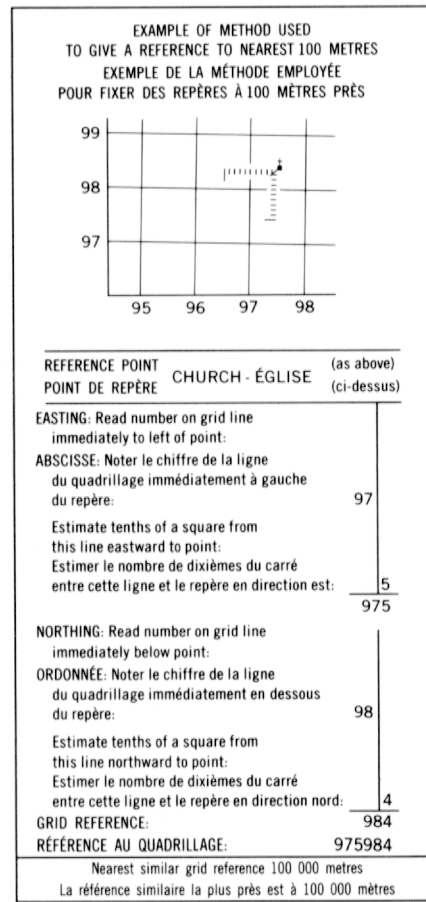 EXAMPLE OF METHOD USED
TO GIVE A REFERENCE TO NEAREST 100 METRES
EXEMPLE DE LA MÉTHODE EMPLOYÉE
POUR FIXER DES REPÈRES À 100 MÈTRES PRÈS
99
98
97
95 96 97 98
REFERENCE POINT CHURCH - ÉGLISE (as above)
POINT DE REPÈRE (ci-dessus)
EASTING: Read number on grid line
immediately to left of point:
ABSCISSE: Noter le chiffre de la ligne
du quadrillage immédiatement à gauche
du repère: 97
Estimate tenths of a square from
this line eastward to point:
Estimer le nombre de dixièmes du carré
entre cette ligne et le repère en direction est: 5
975
NORTHING: Read number on grid line
immediately below point:
ORDONNÉE: Noter le chiffre de la ligne
du quadrillage immédiatement en dessous
du repère: 98
Estimate tenths of a square from
this line northward to point:
Estimer le nombre de dixièmes du carré
entre cette ligne et le repère en direction nord: 4
GRID REFERENCE: 984
RÉFÉRENCE AU QUADRILLAGE: 975984
Nearest similar grid reference 100 000 metres
La référence similaire la plus près est à 100 000 mètres